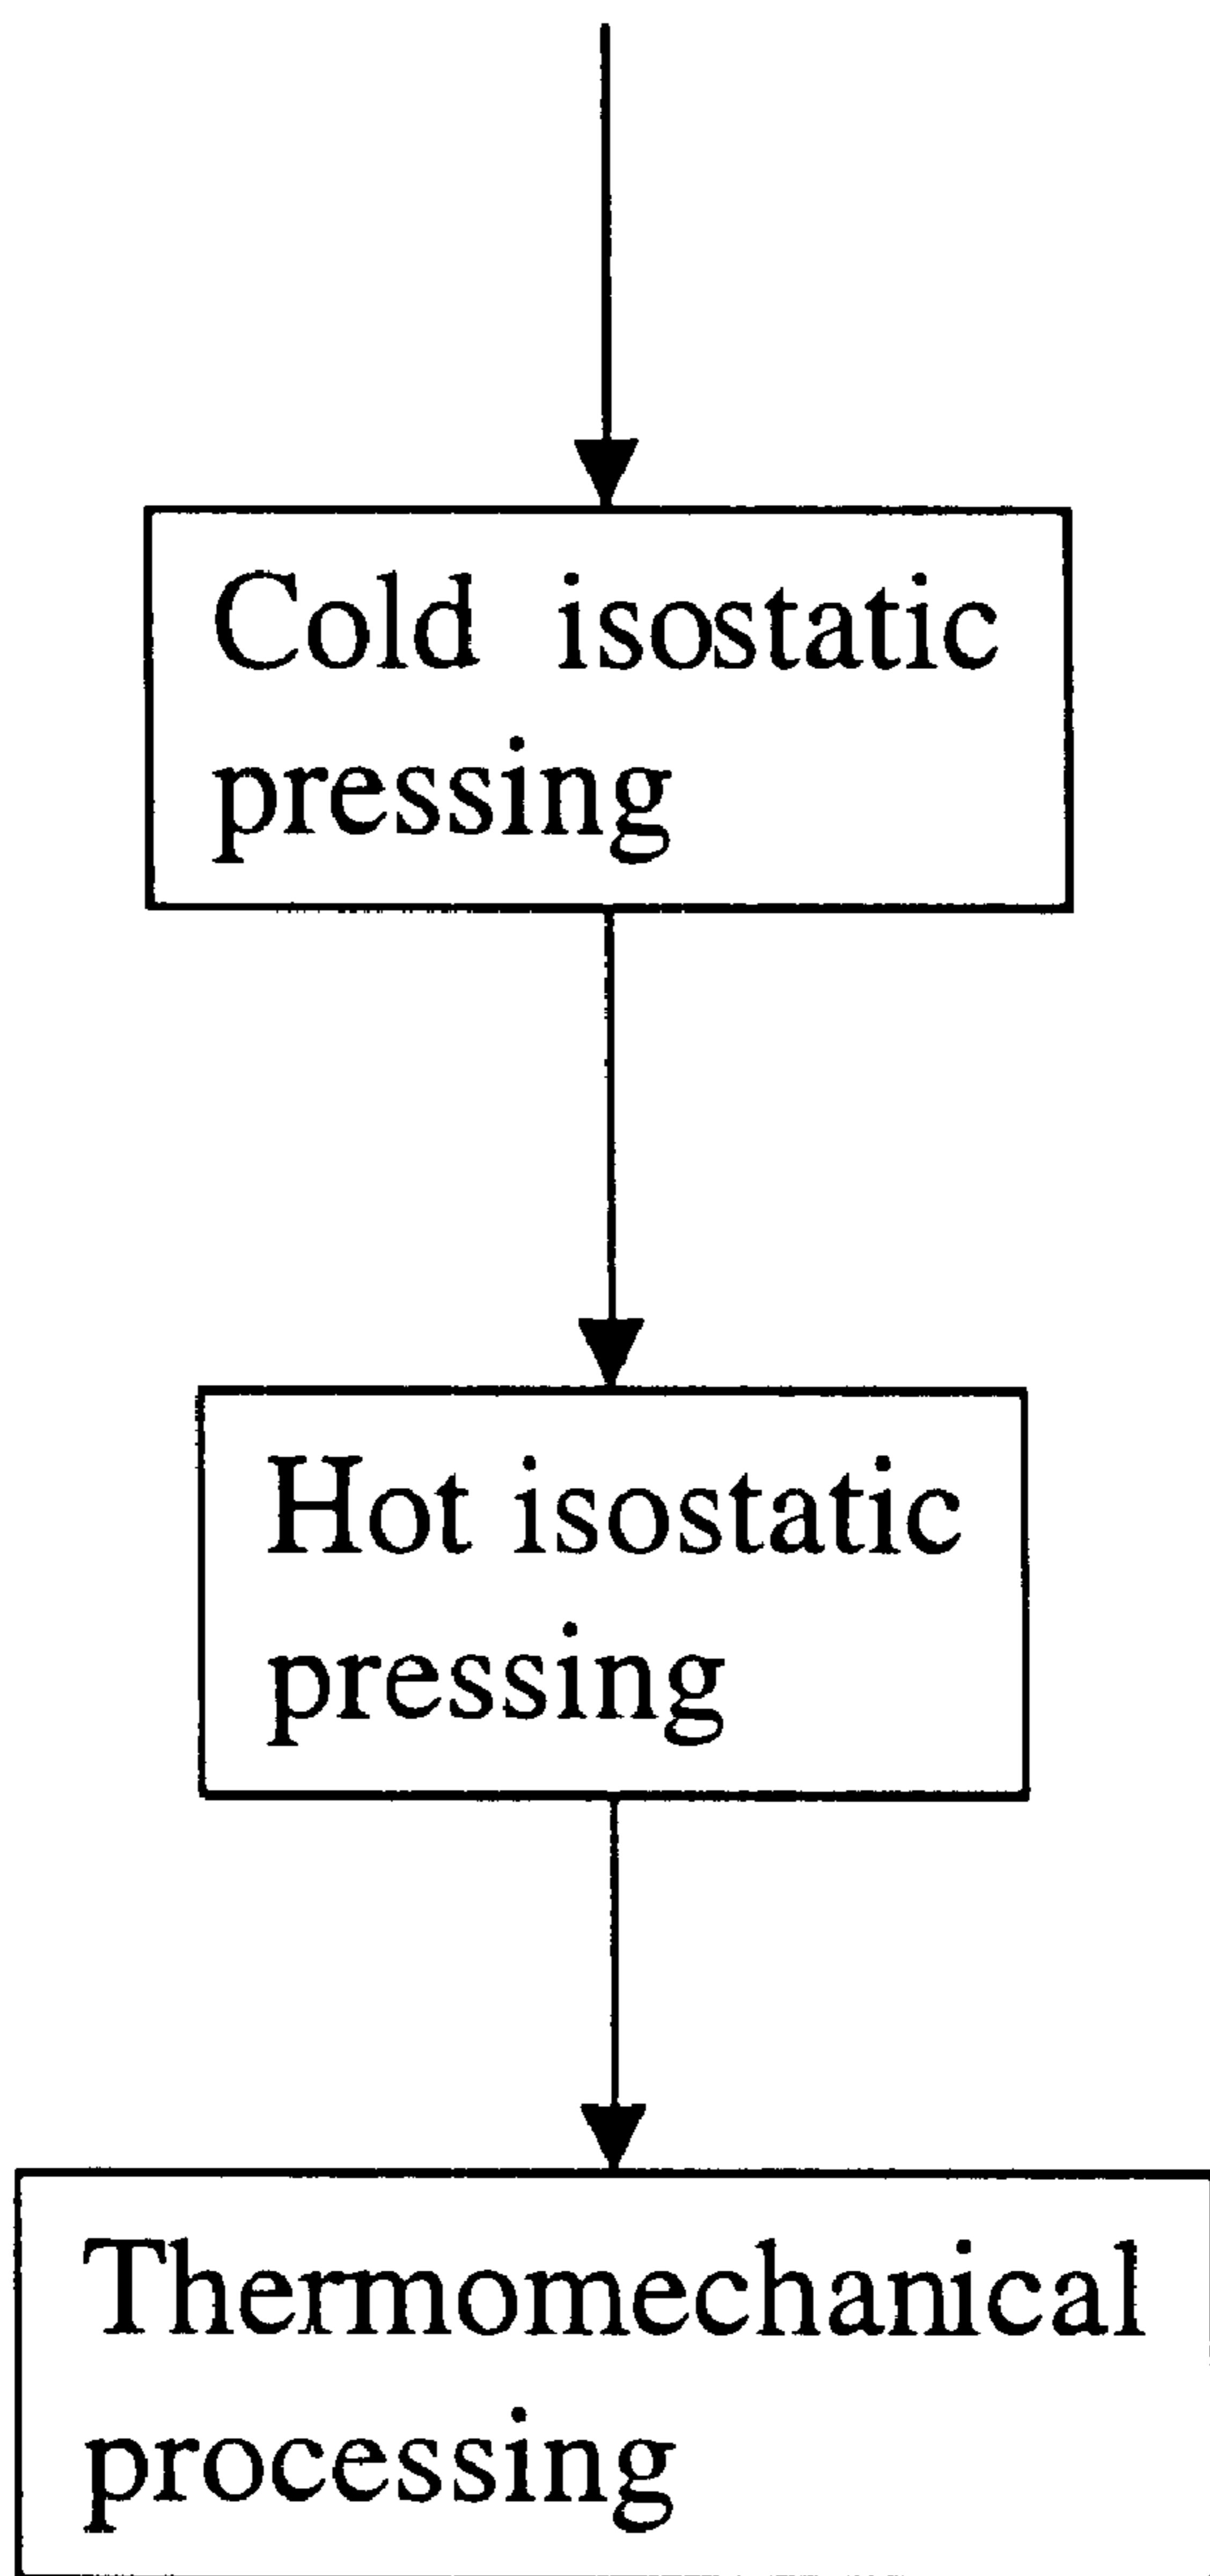 Cold isostatic
pressing
Hot isostatic
pressing
Thermomechanical
processing